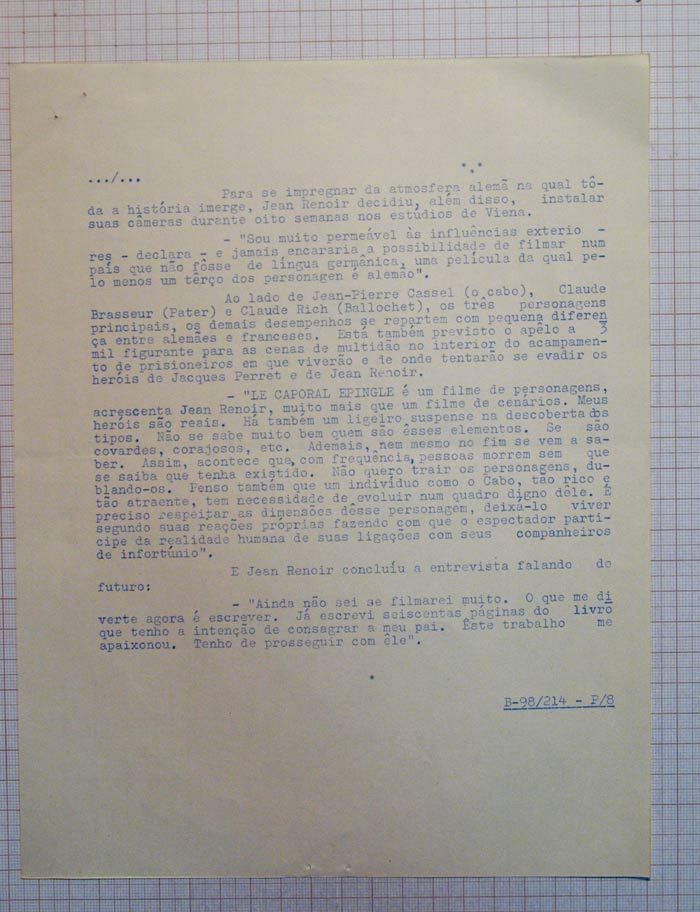 .../...
Para se impregnar da atmosfera alemã na qual tô-
da a história imerge, Jean Renoir decidiu, além disso, instalar
suas câmeras durante oito semanas nos estúdios de Viena.
- "Sou muito permeável às influências exterio -
res - declara - e jamais encararia a possibilidade de filmar num
país que não fôsse de língua germânica, uma película da qual pe-
lo menos um têrço dos personagen é alemão".
Ao lado de Jean-Pierre Cassel (o cabo), Claude
Brasseur (Pater) e Claude Rich (Ballochet), os três personagens
principais, os demais desempenhos se repartem com pequena diferen
ça entre alemães e franceses. Está também previsto o apêlo a 3
mil figurante para as cenas de multidão no interior do acampamen-
to de prisioneiros em que viverão e de onde tentarão se evadir os
heróis de Jacques Perret e de Jean Renoir.
- "LE CAPORAL EPINGLE é um filme de personagens,
acrescenta Jean Renoir, muito mais que um filme de cenários. Meus
heróis são reais. Há também um ligeiro suspense na descoberta dos
tipos. Não se sabe muito bem quem são êsses elementos. Se são
covardes, corajosos, etc. Ademais, nem mesmo no fim se vem a sa-
ber. Assim, acontece que, com frequência, pessoas morrem sem que
se saiba que tenha existido. Não quero trair os personagens, du-
blando-os. Penso também que um indivíduo como o Cabo, tão rico e
tão atraente, tem necessidade de evoluir num quadro digno dêle. É
preciso respeitar as dimensões dêsse personagem, deixa-lo viver
segundo suas reações próprias fazendo com que o espectador parti-
cipe da realidade humana de suas ligações com seus companheiros
de infortúnio".
E Jean Renoir concluíu a entrevista falando do
futuro:
- "Ainda não sei se filmarei muito. O que me di
verte agora é escrever. Já escrevi seiscentas páginas do livro
que tenho a intenção de consagrar a meu pai. Êste trabalho me
apaixonou. Tenho de prosseguir com êle".
*
B-98/214 - P/8